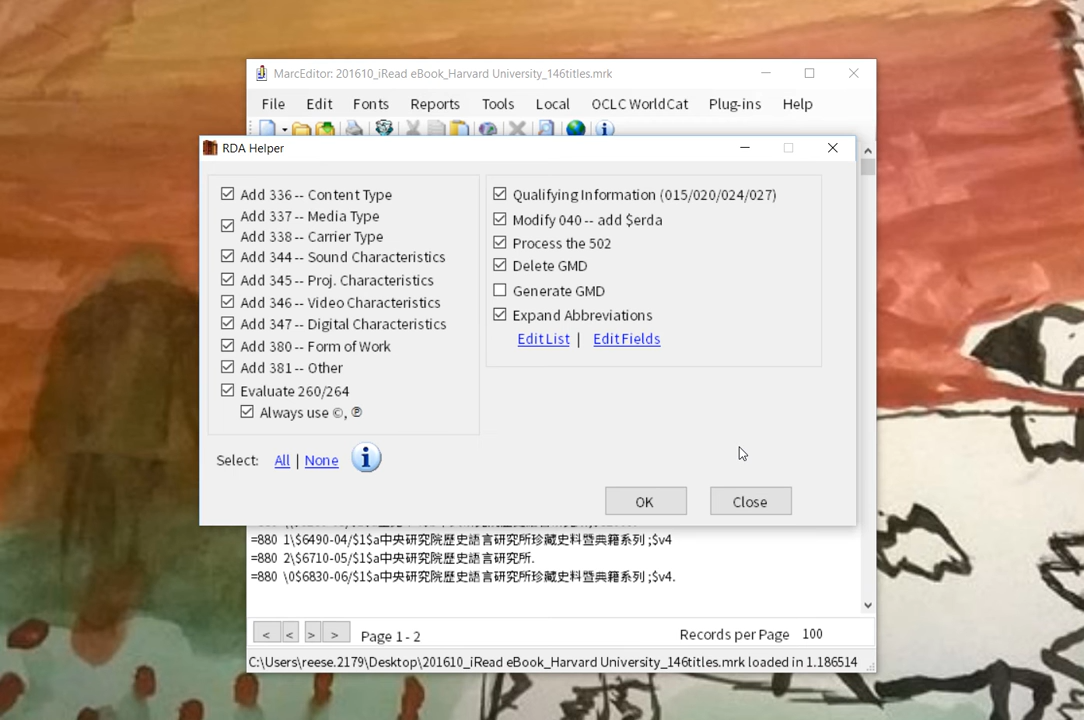 MarcEditor: 201610_iRead eBook_Harvard University_146titles.mrk
File Edit Fonts Reports Tools Local OCLC WorldCat Plug-ins Help
RDA Helper
Add 336 -- Content Type
Add 337 -- Media Type
Add 338 -- Carrier Type
Add 344 -- Sound Characteristics
Add 345 -- Proj. Characteristics
Add 346 -- Video Characteristics
Add 347 -- Digital Characteristics
Add 380 -- Form of Work
Add 381 -- Other
Evaluate 260/264
Always use ©, ℗
Qualifying Information (015/020/024/027)
Modify 040 -- add $erda
Process the 502
Delete GMD
Generate GMD
Expand Abbreviations
Edit List | Edit Fields
Select: All | None
OK Close
=880 1\$6490-04/$1$a中央研究院歷史語言研究所珍藏史料暨典籍系列 ;$v4
=880 2\$6710-05/$1$a中央研究院歷史語言研究所.
=880 \0$6830-06/$1$a中央研究院歷史語言研究所珍藏史料暨典籍系列 ;$v4.
< < > > Page 1 - 2 Records per Page 100
C:\Users\reese.2179\Desktop\201610_iRead eBook_Harvard University_146titles.mrk loaded in 1.186514